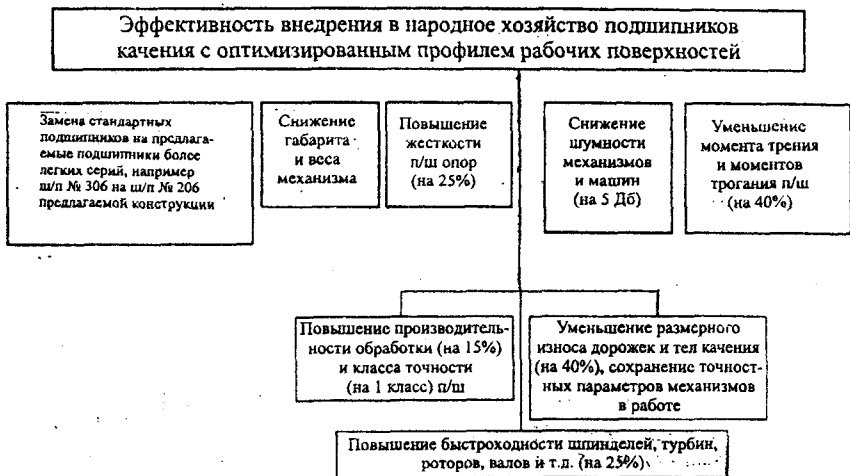 Эффективность внедрения в народное хозяйство подшипников
качения с оптимизированным профилем рабочих поверхностей
Замена стандартных
подшипников на предлага-
емые подшитники более
легких серий, например
ш/п № 306 на ш/п № 206
предлагаемой конструкции
Снижение
габарита
и веса
механизма
Повышение
жесткости
п/ш опор
(на 25%)
Снижение
шумности
механизмов
и машин
(на 5 Дб)
Уменьшение
момента трения
и моментов
трогания п/ш
(на 40%)
Повышение производитель-
ности обработки (на 15%)
и класса точности
(на 1 класс) п/ш
Уменьшение размерного
износа дорожек и тел качения
(на 40%), сохранение точност-
ных параметров механизмов
в работе
Повышение быстроходности шпинделей, турбин,
роторов, валов и т.д. (на 25%)